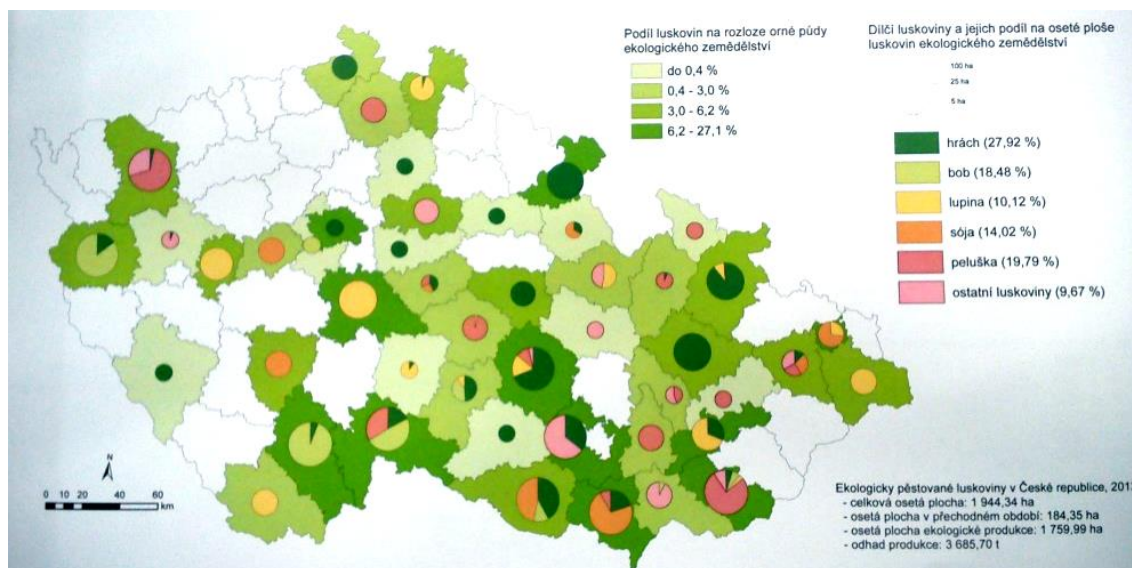 Podíl luskovin na rozloze orné půdy
ekologického zemědělství
do 0,4 %
0,4 - 3,0 %
3,0 - 6,2 %
6,2 - 27,1 %
Dílčí luskoviny a jejich podíl na oseté ploše
luskovin ekologického zemědělství
100 ha
25 ha
5 ha
hrách (27,92 %)
bob (18,48 %)
lupina (10,12 %)
sója (14,02 %)
peluška (19,79 %)
ostatní luskoviny (9,67 %)
N
0 10 20 40 60
km
Ekologicky pěstované luskoviny v České republice,
- celková osetá plocha: 1 944,34 ha
- osetá plocha v přechodném období: 184,35 ha
- osetá plocha ekologické produkce: 1 759,99 ha
- odhad produkce: 3 685,70 t